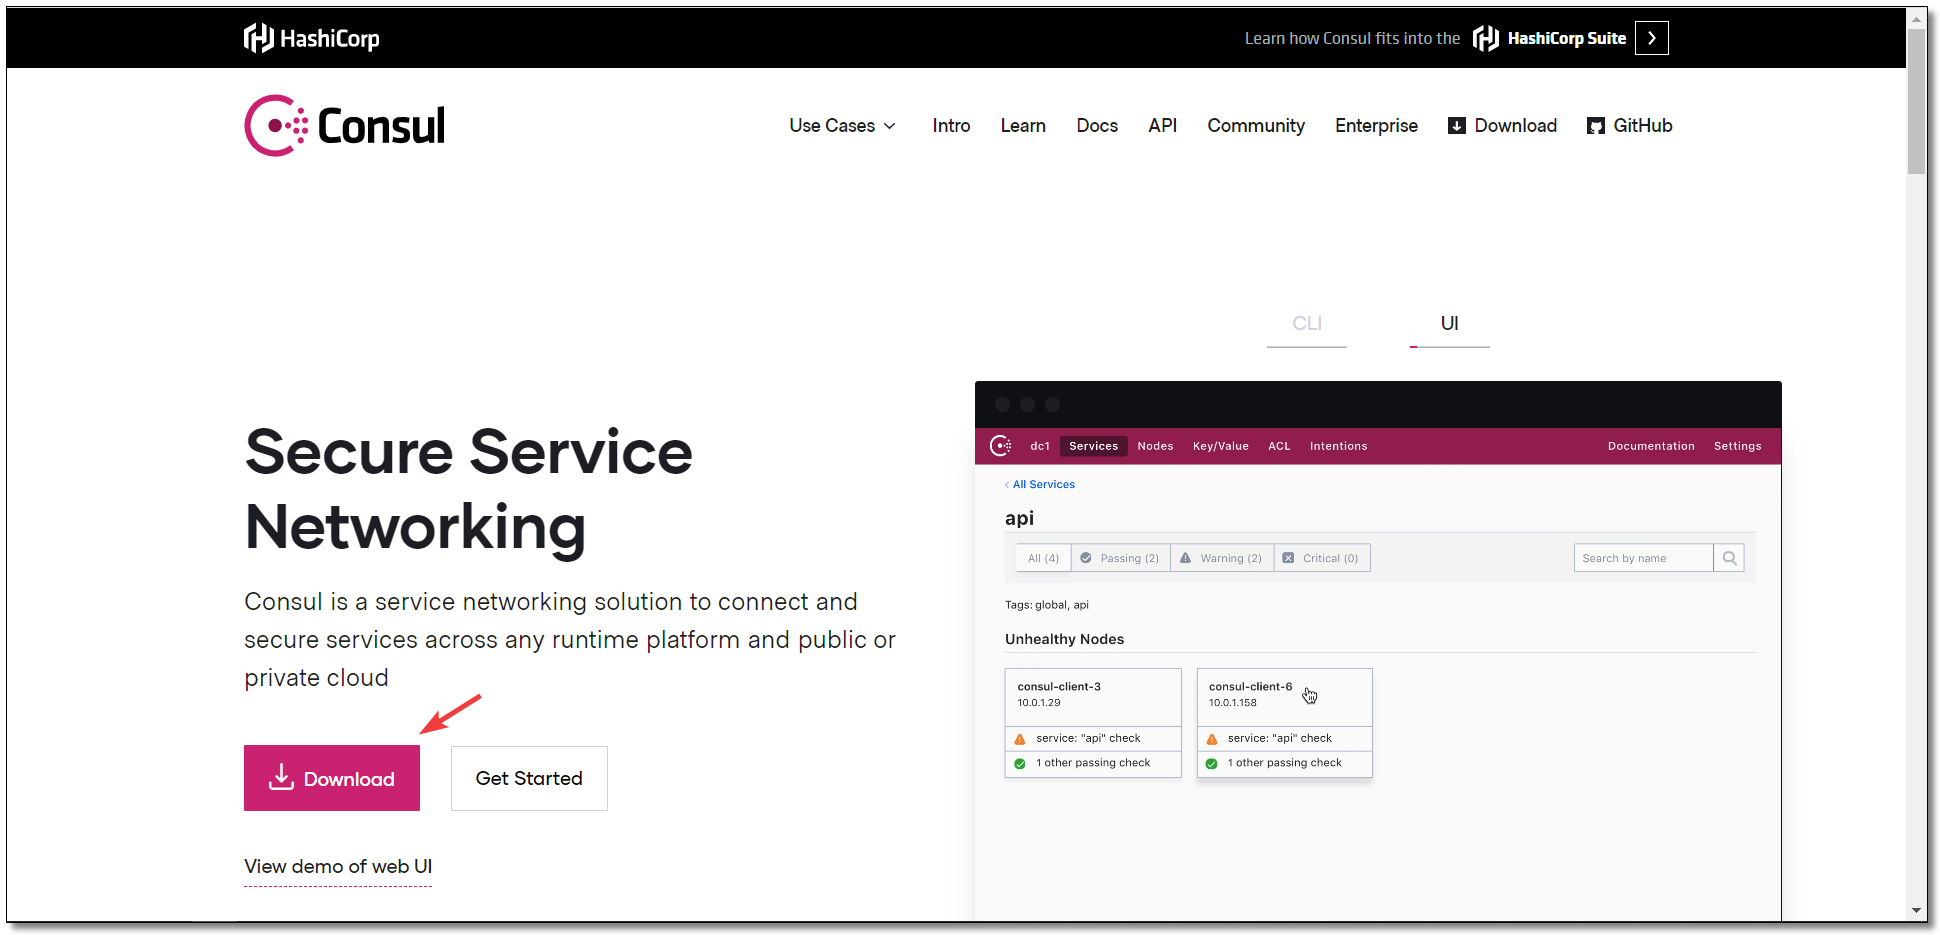 HashiCorp
Learn how Consul fits into the HashiCorp Suite
Consul
Use Cases Intro Learn Docs API Community Enterprise Download GitHub
CLI UI
Secure Service
Networking
Consul is a service networking solution to connect and
secure services across any runtime platform and public or
private cloud
Download Get Started
View demo of web UI
dc1 Services Nodes Key/Value ACL Intentions Documentation Settings
All Services
api
All (4) Passing (2) Warning (2) Critical (0) Search by name
Tags: global, api
Unhealthy Nodes
consul-client-3
10.0.1.29
service: "api" check
1 other passing check
consul-client-6
10.0.1.158
service: "api" check
1 other passing check